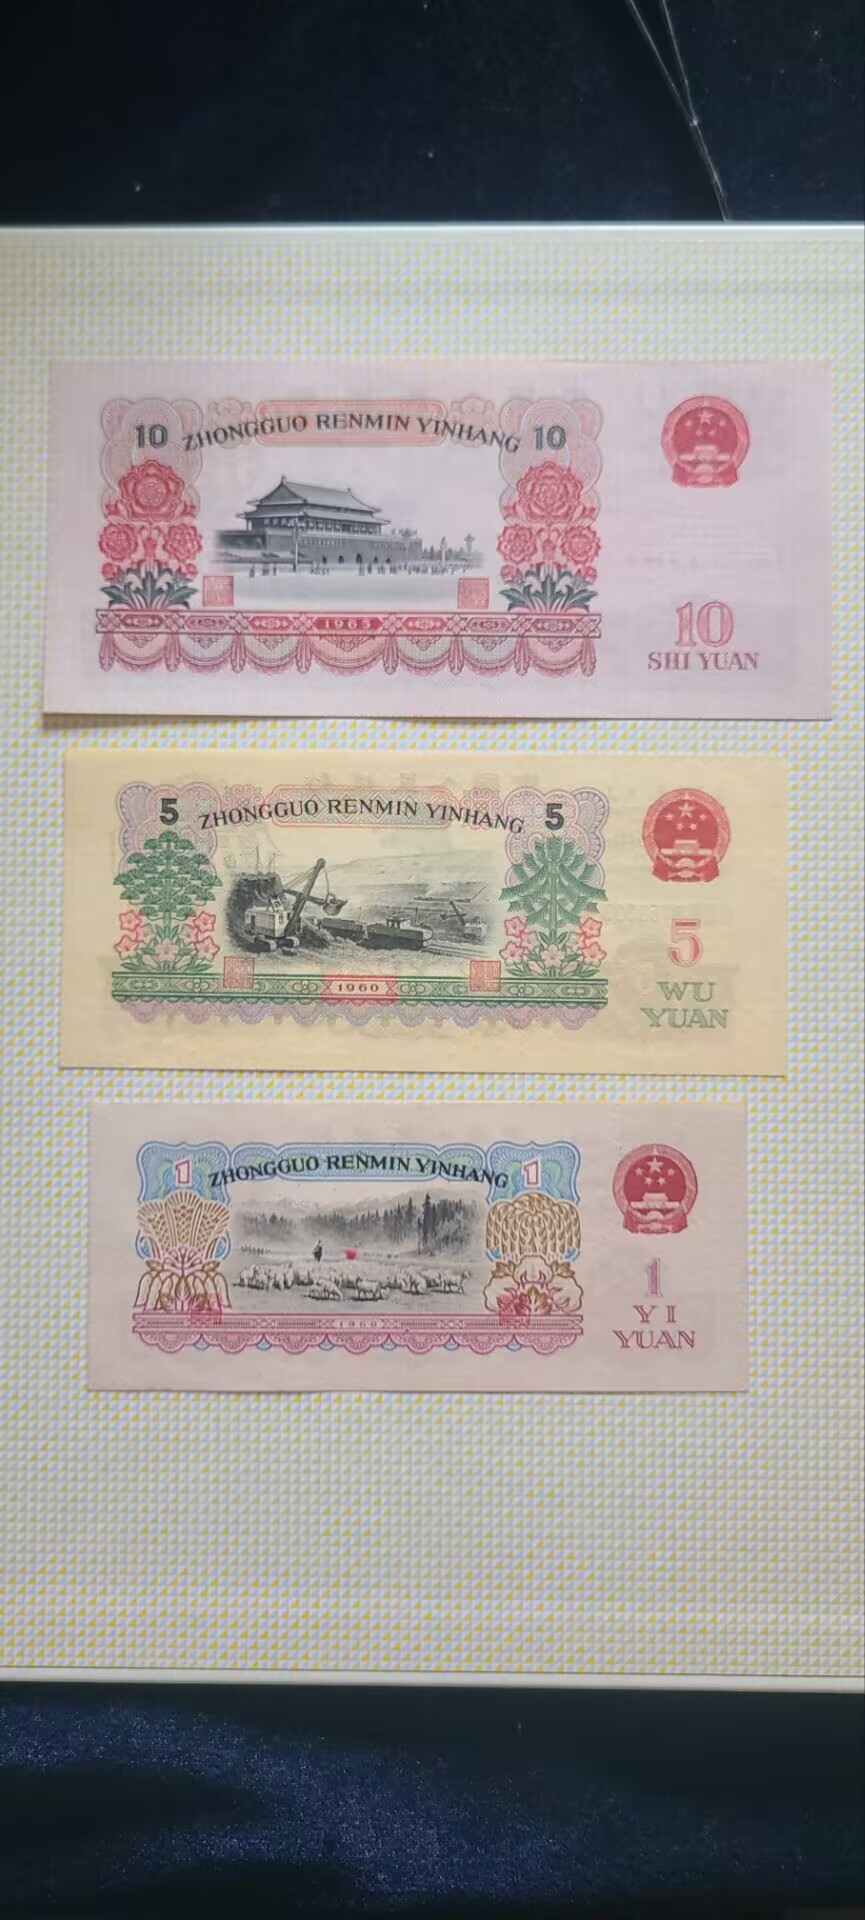 10 ZHONGGUO RENMIN YINHANG 10
1965
10
SHI YUAN
5 ZHONGGUO RENMIN YINHANG 5
1960
5
WU
YUAN
1 ZHONGGUO RENMIN YINHANG 1
1960
1
YI
YUAN